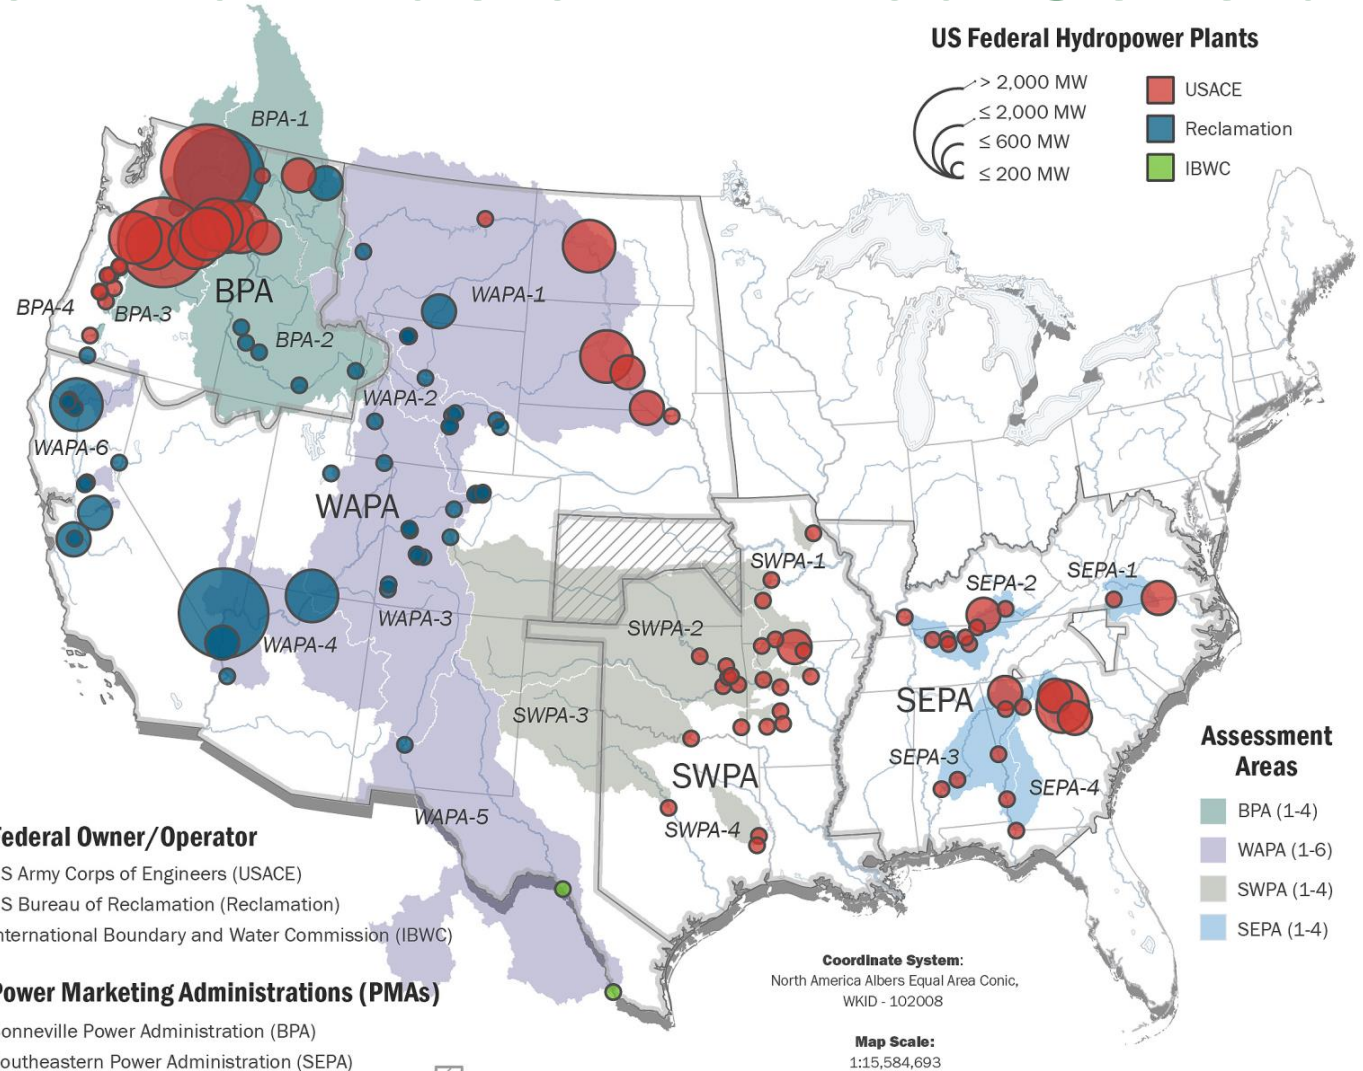 US Federal Hydropower Plants
> 2,000 MW
≤ 2,000 MW
≤ 600 MW
≤ 200 MW
USACE
Reclamation
IBWC
BPA-1
BPA-4
BPA-3
BPA
BPA-2
WAPA-1
WAPA-2
WAPA-6
WAPA
WAPA-3
WAPA-4
WAPA-5
SWPA-1
SWPA-2
SWPA-3
SWPA
SWPA-4
SEPA-2
SEPA-1
SEPA
SEPA-3
SEPA-4
Assessment
Areas
BPA (1-4)
WAPA (1-6)
SWPA (1-4)
SEPA (1-4)
ederal Owner/Operator
S Army Corps of Engineers (USACE)
S Bureau of Reclamation (Reclamation)
nternational Boundary and Water Commission (IBWC)
Power Marketing Administrations (PMAs)
onneville Power Administration (BPA)
outheastern Power Administration (SEPA)
Coordinate System:
North America Albers Equal Area Conic,
WKID - 102008
Map Scale:
1:15,584,693